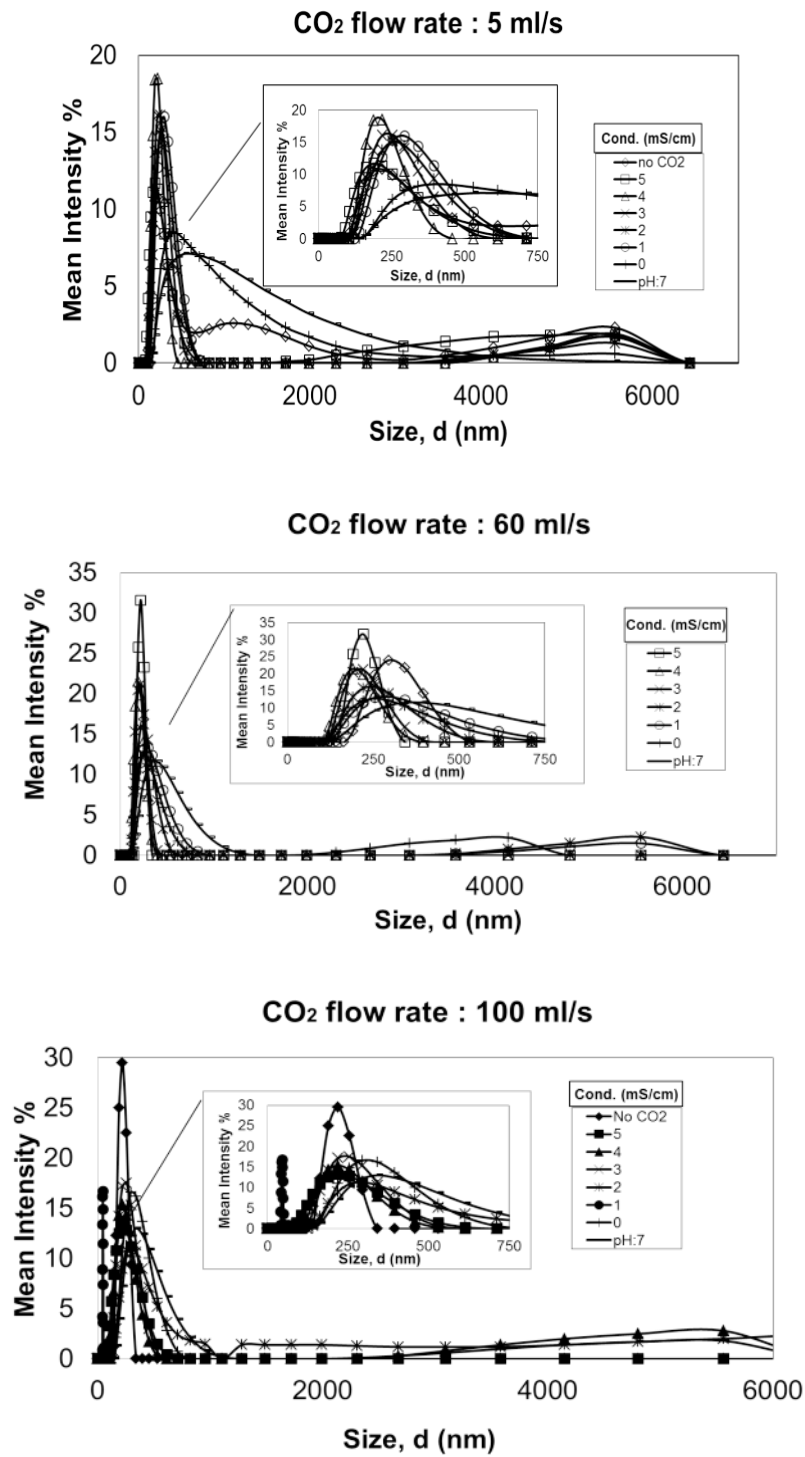 CO2 flow rate : 5 ml/s
20
15
10
5
0
Mean Intensity %
0 2000 4000 6000
Size, d (nm)
20
15
10
5
0
Mean Intensity %
0 250 500 750
Size, d (nm)
Cond. (mS/cm)
no CO2
5
4
3
2
1
0
pH:7
CO2 flow rate : 60 ml/s
35
30
25
20
15
10
5
0
Mean Intensity %
0 2000 4000 6000
Size, d (nm)
35
30
25
20
15
10
5
0
Mean Intensity %
0 250 500 750
Size, d (nm)
Cond. (mS/cm)
5
4
3
2
1
0
pH:7
CO2 flow rate : 100 ml/s
30
25
20
15
10
5
0
Mean Intensity %
0 2000 4000 6000
Size, d (nm)
30
25
20
15
10
5
0
Mean Intensity %
0 250 500 750
Size, d (nm)
Cond. (mS/cm)
No CO2
5
4
3
2
1
0
pH:7